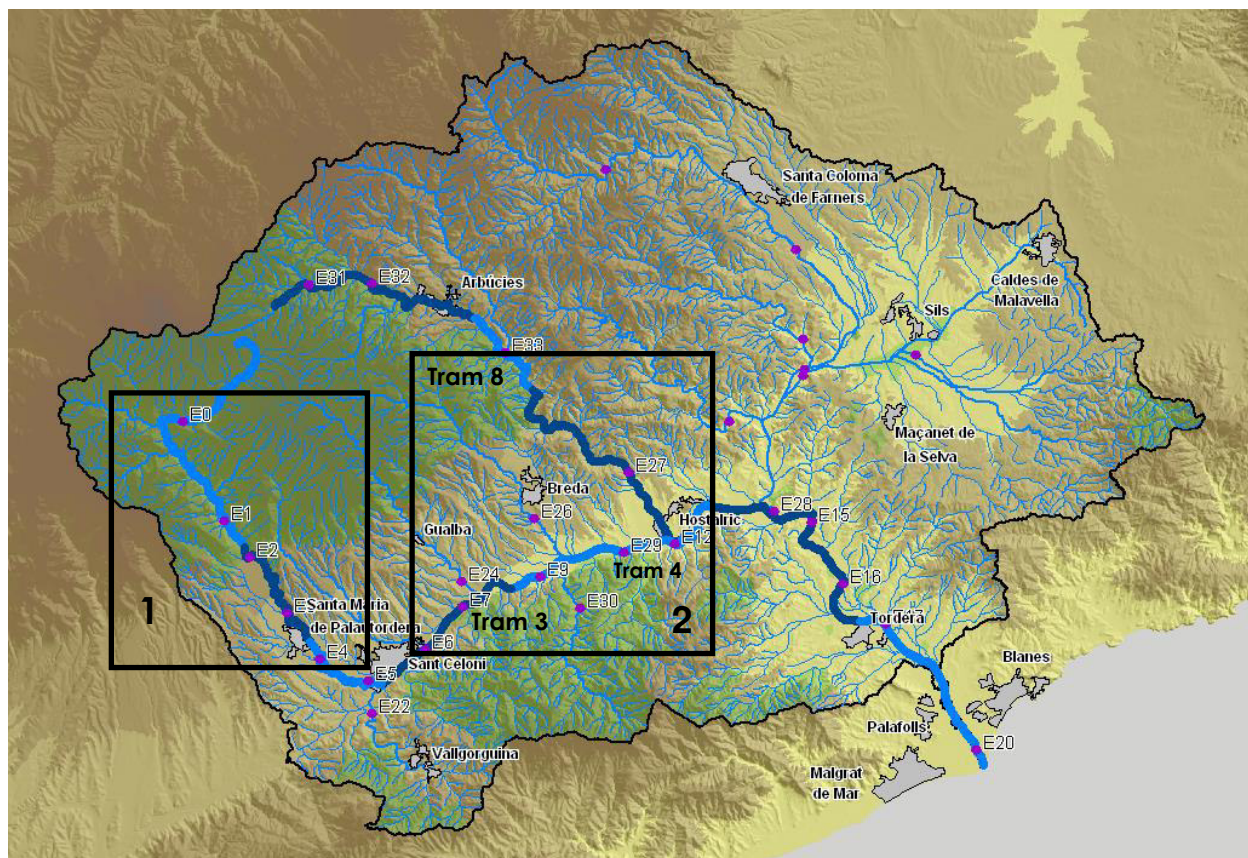 Santa Coloma
de Farners
Caldes de
Malavella
E31
E32
Arbúcies
Sils
E33
Tram 8
E0
Maçanet de
la Selva
E27
Breda
E26
Hostalric
E28
E15
E1
Gualba
E12
E2
E29
Tram 4
E9
E24
E16
E7
E30
Santa Maria
de Palautordera
Tram 3
1
2
Tordera
E6
E4
Sant Celoni
Blanes
E5
E22
Palafolls
Vallgorguina
E20
Malgrat
de Mar